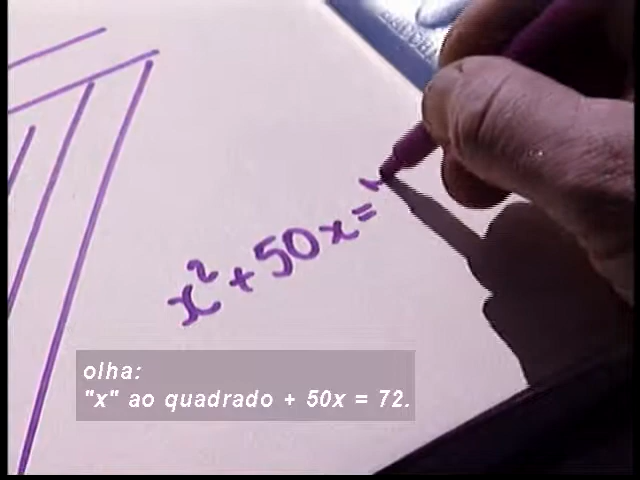 x² + 50x =
olha:
"x" ao quadrado + 50x = 72.